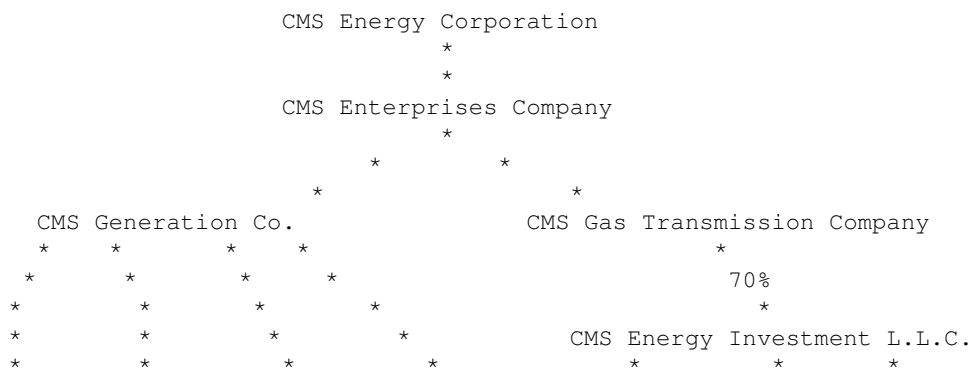 CMS Energy Corporation
*
*
CMS Enterprises Company
*
* *
* *
CMS Generation Co. CMS Gas Transmission Company
* * * * *
* * * * 70%
* * * * *
* * * * CMS Energy Investment L.L.C.
* * * * * * *